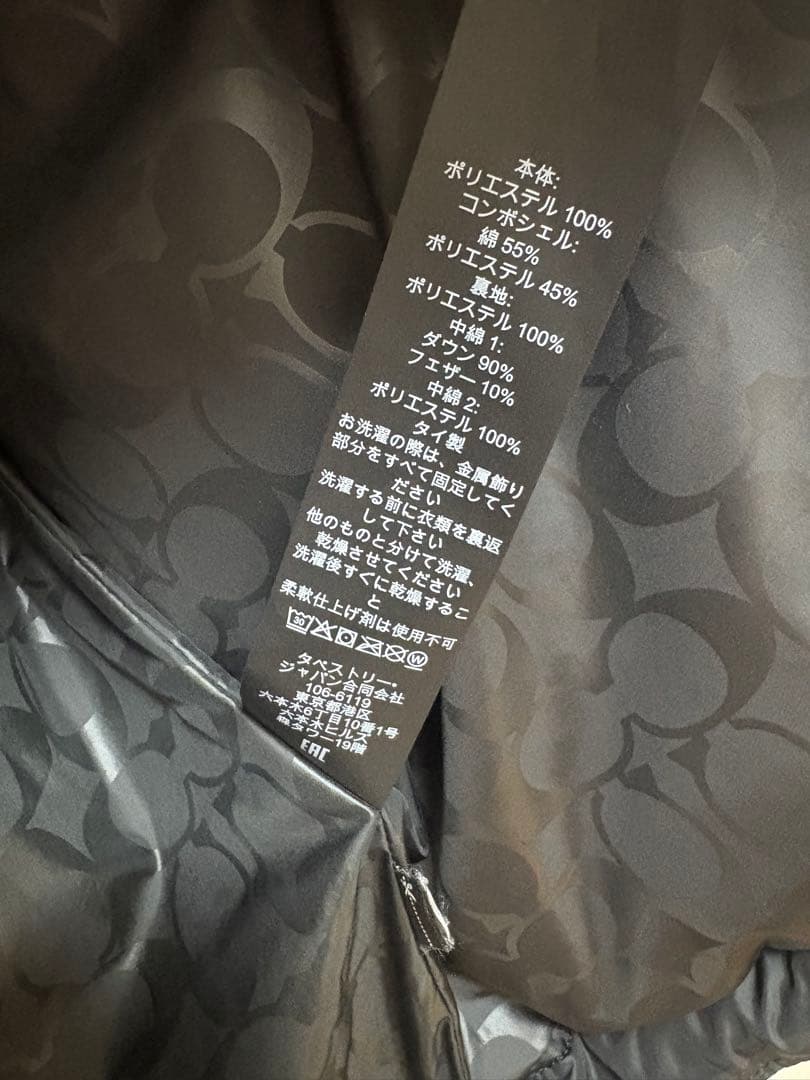 本体:
ポリエステル 100%
コンポシェル:
綿 55%
ポリエステル 45%
裏地:
ポリエステル 100%
中綿 1:
ダウン 90%
フェザー 10%
中綿 2:
ポリエステル 100%
タイ製
お洗濯の際は、金属飾り
部分をすべて固定してく
ださい
洗濯する前に衣類を裏返
して下さい
他のものと分けて洗濯、
乾燥させてください
洗濯後すぐに乾燥するこ
と
柔軟仕上げ剤は使用不可
30 W
タペストリー・
ジャパン合同会社
106-6119
東京都港区
六本木6丁目10番1号
六本木ヒルズ
森タワー19階
EAC